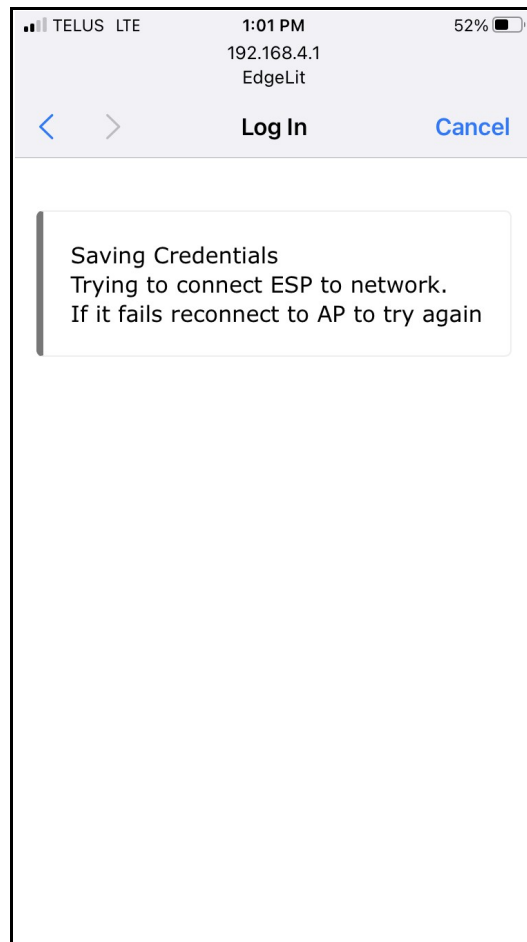 TELUS LTE 1:01 PM 52%
192.168.4.1
EdgeLit
Log In Cancel
Saving Credentials
Trying to connect ESP to network.
If it fails reconnect to AP to try again